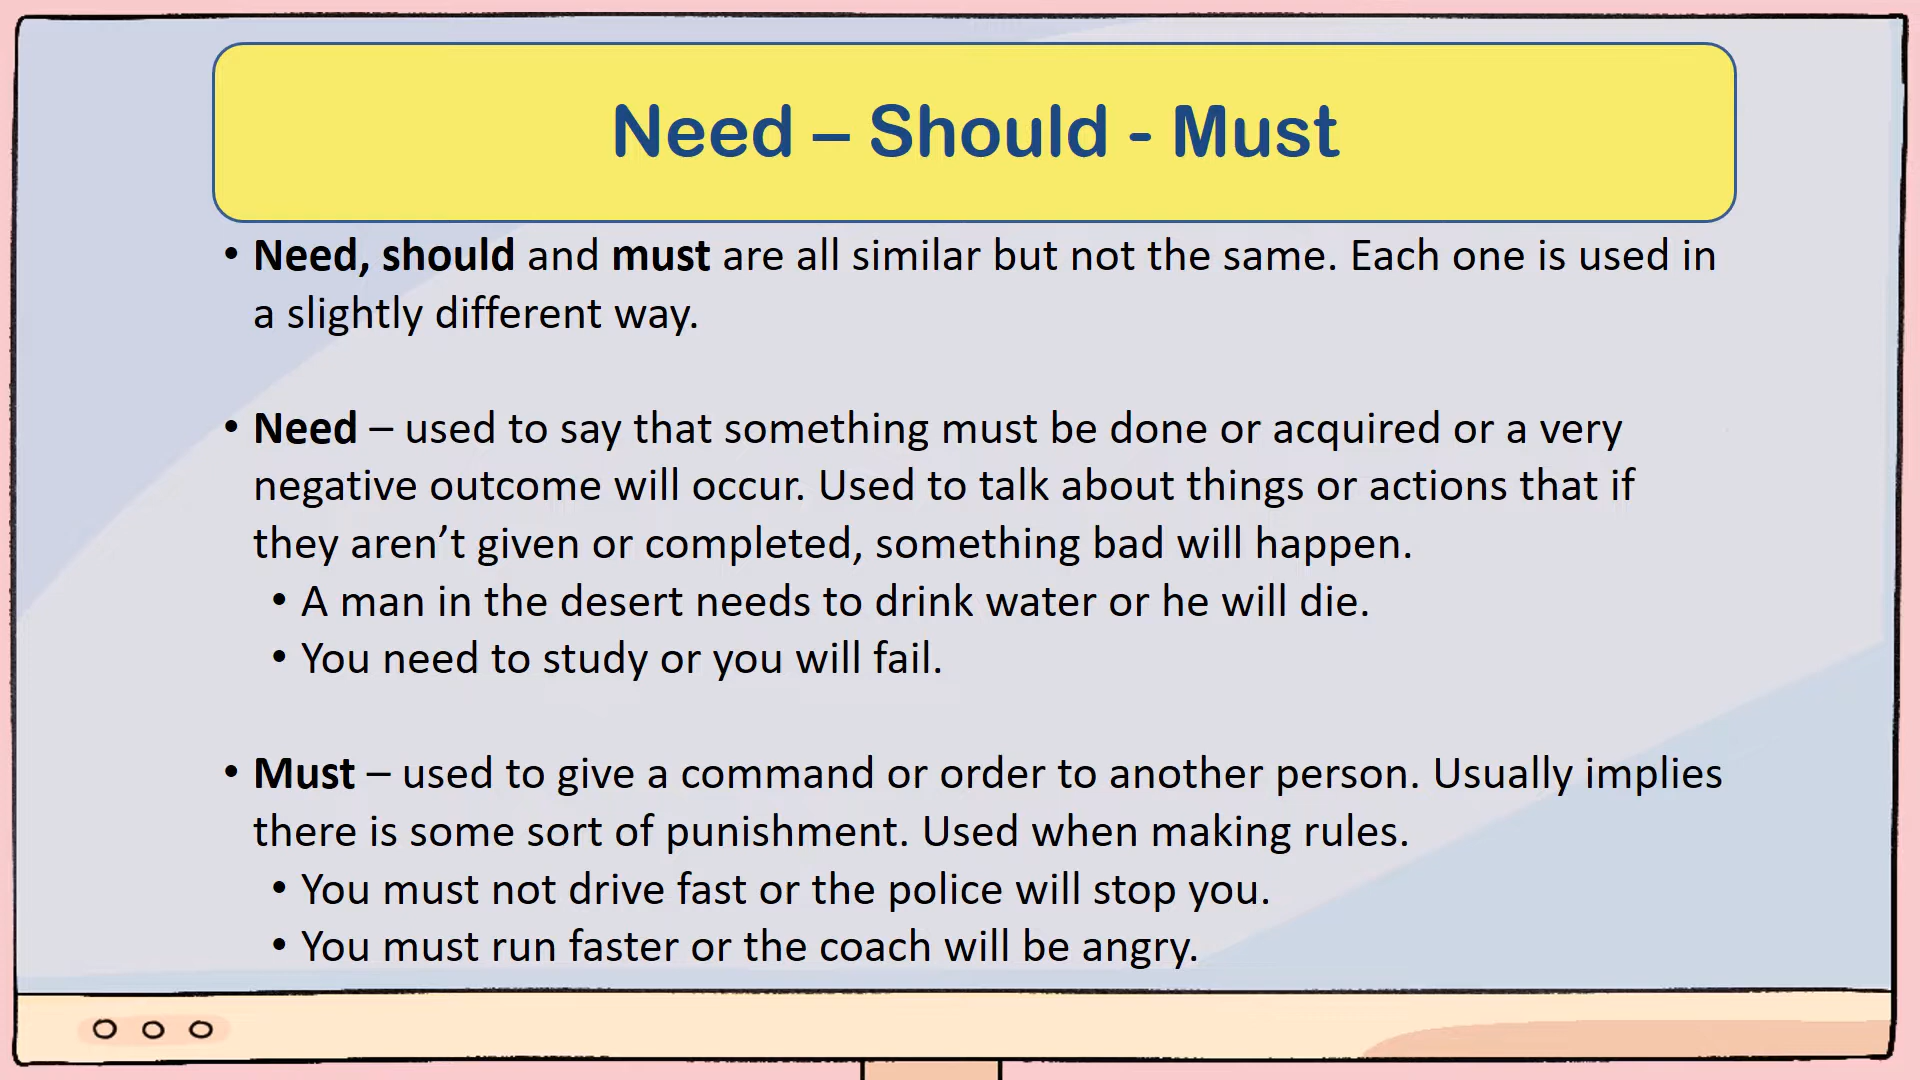 Need – Should - Must
• Need, should and must are all similar but not the same. Each one is used in
a slightly different way.
• Need – used to say that something must be done or acquired or a very
negative outcome will occur. Used to talk about things or actions that if
they aren’t given or completed, something bad will happen.
• A man in the desert needs to drink water or he will die.
• You need to study or you will fail.
• Must – used to give a command or order to another person. Usually implies
there is some sort of punishment. Used when making rules.
• You must not drive fast or the police will stop you.
• You must run faster or the coach will be angry.